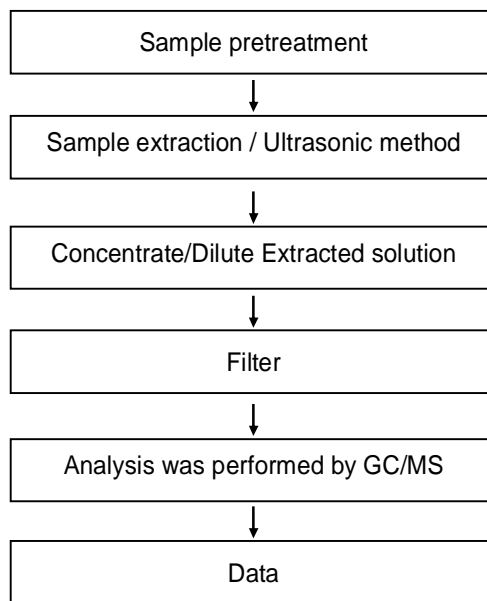 Sample pretreatment
Sample extraction / Ultrasonic method
Concentrate/Dilute Extracted solution
Filter
Analysis was performed by GC/MS
Data